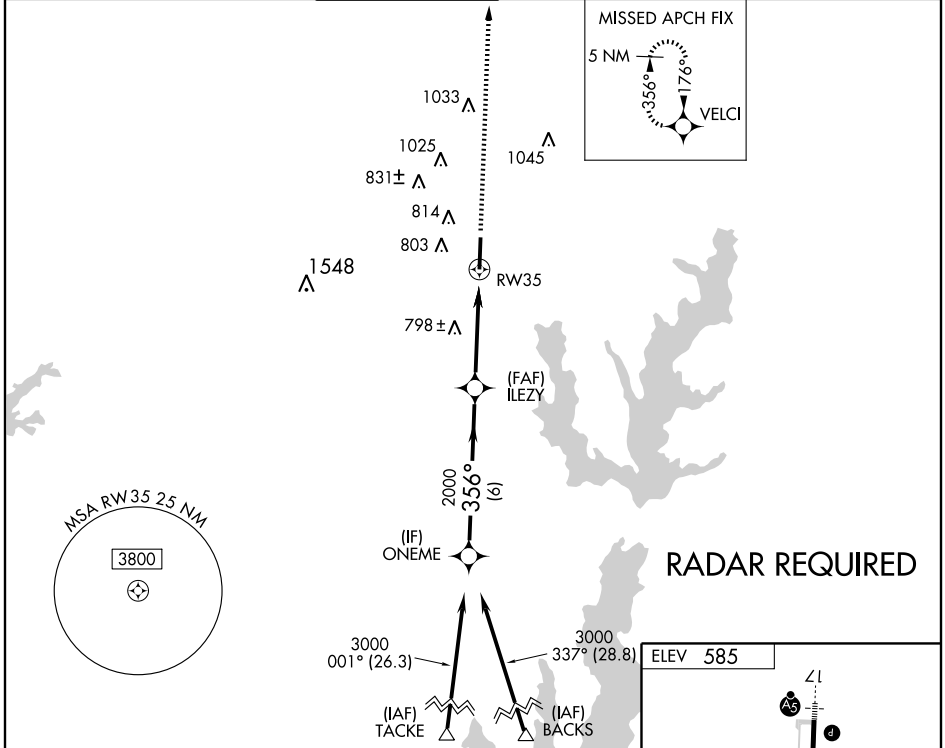 MISSED APCH FIX
5 NM
356°
176°
VELCI
1033
1025
1045
831±
814
803
1548
RW35
798±
(FAF)
ILEZY
2000
356°
(6)
MSA RW35 25 NM
3800
(IF)
ONEME
RADAR REQUIRED
3000
001° (26.3)
3000
337° (28.8)
(IAF)
TACKE
(IAF)
BACKS
ELEV 585
17
A5
P